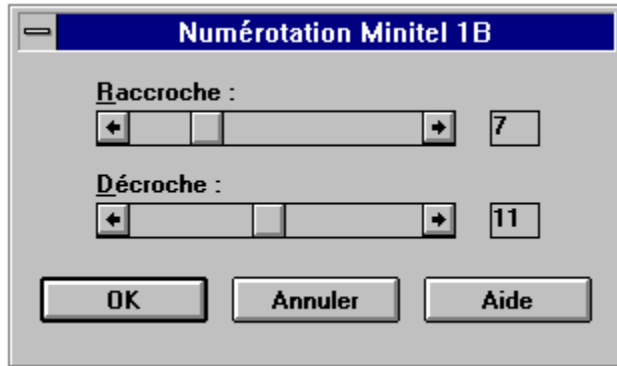 Numérotation Minitel 1B
Raccroche :
7
Décroche :
11
OK Annuler Aide